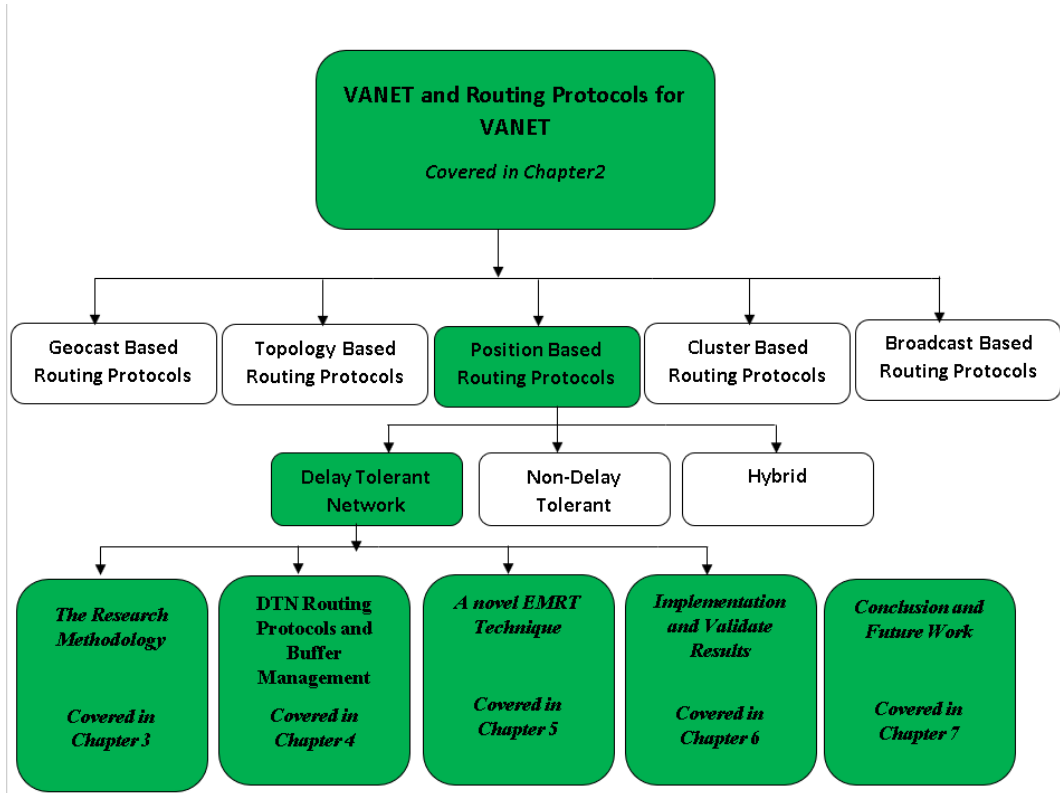 VANET and Routing Protocols for
VANET
Covered in Chapter2
Geocast Based
Routing Protocols
Topology Based
Routing Protocols
Position Based
Routing Protocols
Cluster Based
Routing Protocols
Broadcast Based
Routing Protocols
Delay Tolerant
Network
Non-Delay
Tolerant
Hybrid
The Research
Methodology
Covered in
Chapter 3
DTN Routing
Protocols and
Buffer
Management
Covered in
Chapter 4
A novel EMRT
Technique
Covered in
Chapter 5
Implementation
and Validate
Results
Covered in
Chapter 6
Conclusion and
Future Work
Covered in
Chapter 7